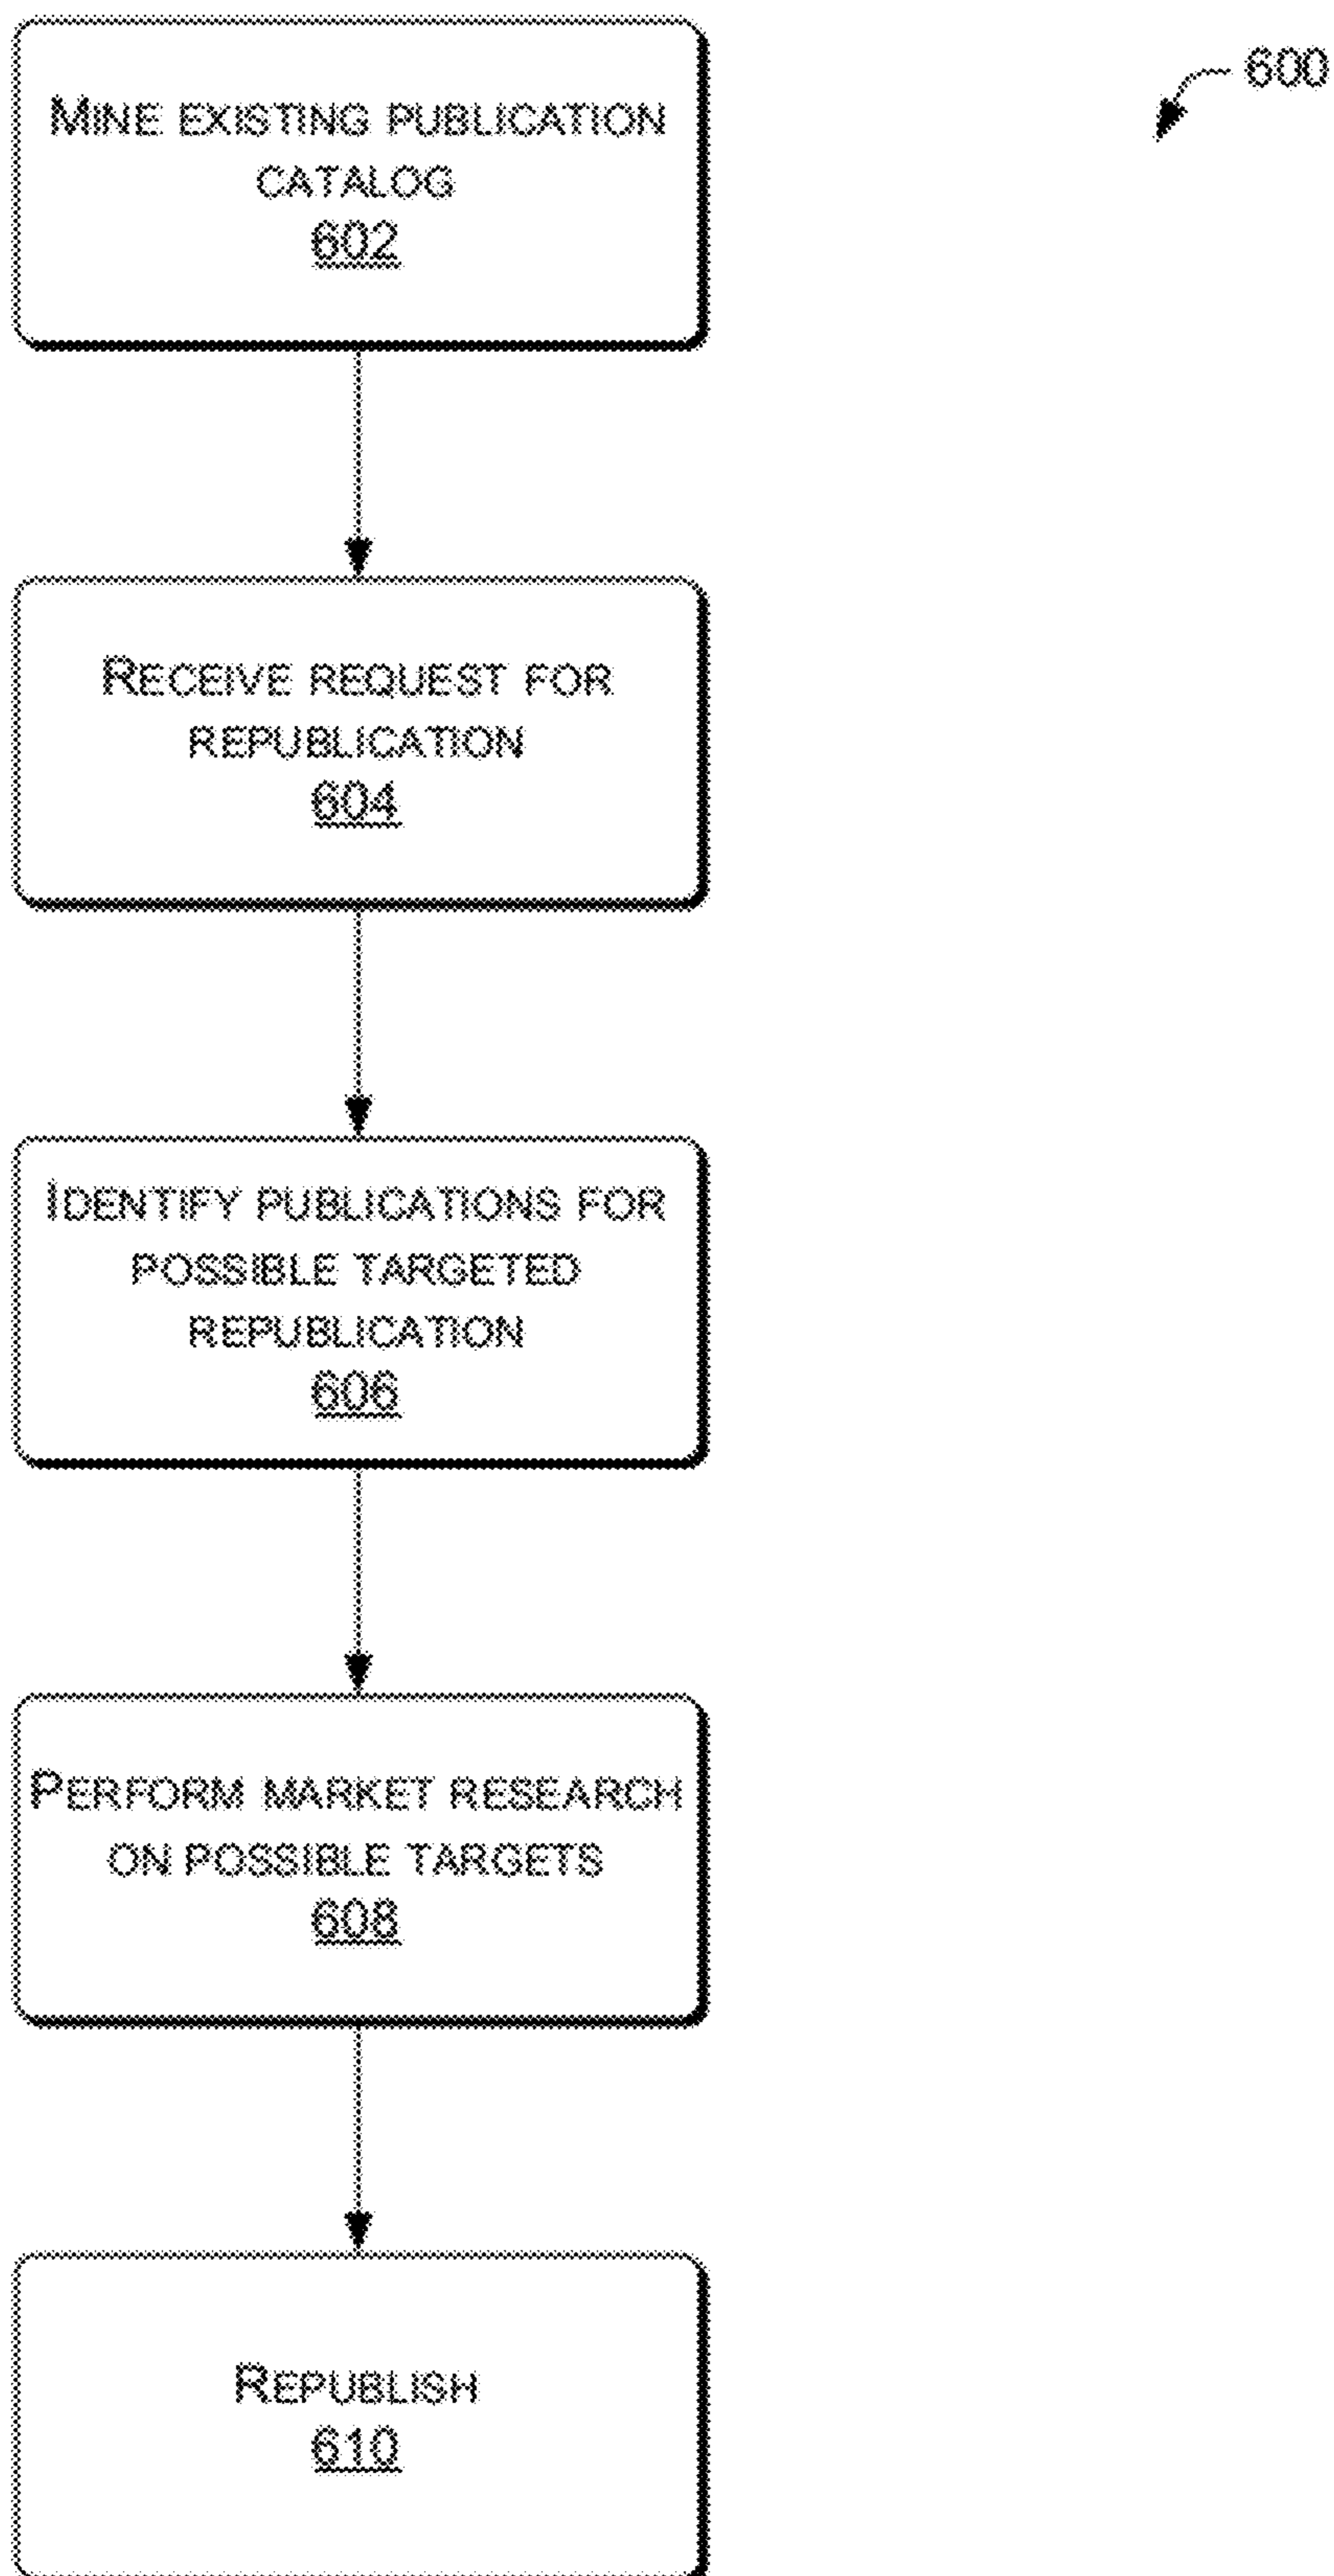 MINE EXISTING PUBLICATION
CATALOG
602
600
RECEIVE REQUEST FOR
REPUBLICATION
604
IDENTIFY PUBLICATIONS FOR
POSSIBLE TARGETED
REPUBLICATION
606
PERFORM MARKET RESEARCH
ON POSSIBLE TARGETS
608
REPUBLISH
610